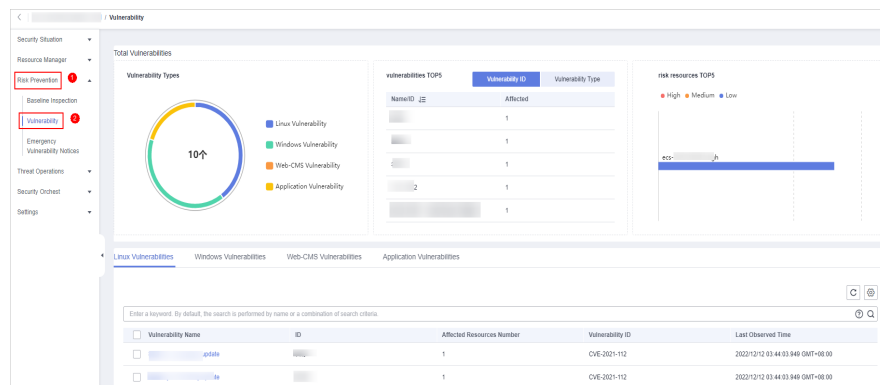 / Vulnerability
Security Situation
Resource Manager
Risk Prevention 1
Baseline Inspection
Vulnerability 2
Emergency
Vulnerability Notices
Threat Operations
Security Orchest
Settings
Total Vulnerabilities
Vulnerability Types
10个
Linux Vulnerability
Windows Vulnerability
Web-CMS Vulnerability
Application Vulnerability
vulnerabilities TOP5
Vulnerability ID Vulnerability Type
Name/ID Affected
1
1
1
2 1
1
risk resources TOP5
High Medium Low
ecs- gh
Linux Vulnerabilities Windows Vulnerabilities Web-CMS Vulnerabilities Application Vulnerabilities
Enter a keyword. By default, the search is performed by name or a combination of search criteria.
Vulnerability Name ID Affected Resources Number Vulnerability ID Last Observed Time
update 1 CVE-2021-112 2022/12/12 03:44:03.949 GMT+08:00
te 1 CVE-2021-112 2022/12/12 03:44:03.949 GMT+08:00